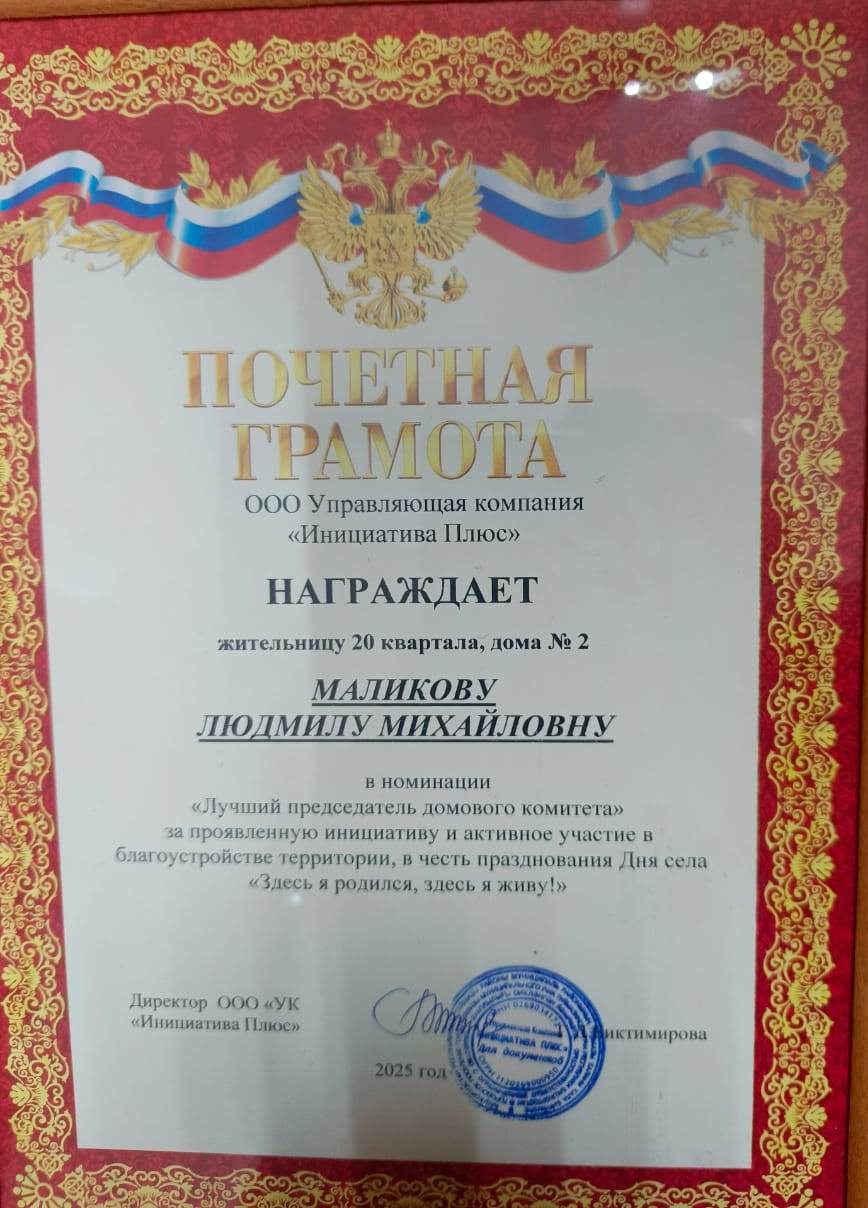 ПОЧЕТНАЯ
ГРАМОТА
ООО Управляющая компания
«Инициатива Плюс»
НАГРАЖДАЕТ
жительницу 20 квартала, дома № 2
МАЛИКОВУ
ЛЮДМИЛУ МИХАЙЛОВНУ
в номинации
«Лучший председатель домового комитета»
за проявленную инициативу и активное участие в
благоустройстве территории, в честь празднования Дня села
«Здесь я родился, здесь я живу!»
Директор ООО «УК
«Инициатива Плюс»
иктимирова
2025 год
ИНИЦИАТИВА ПЛЮС
Для документов